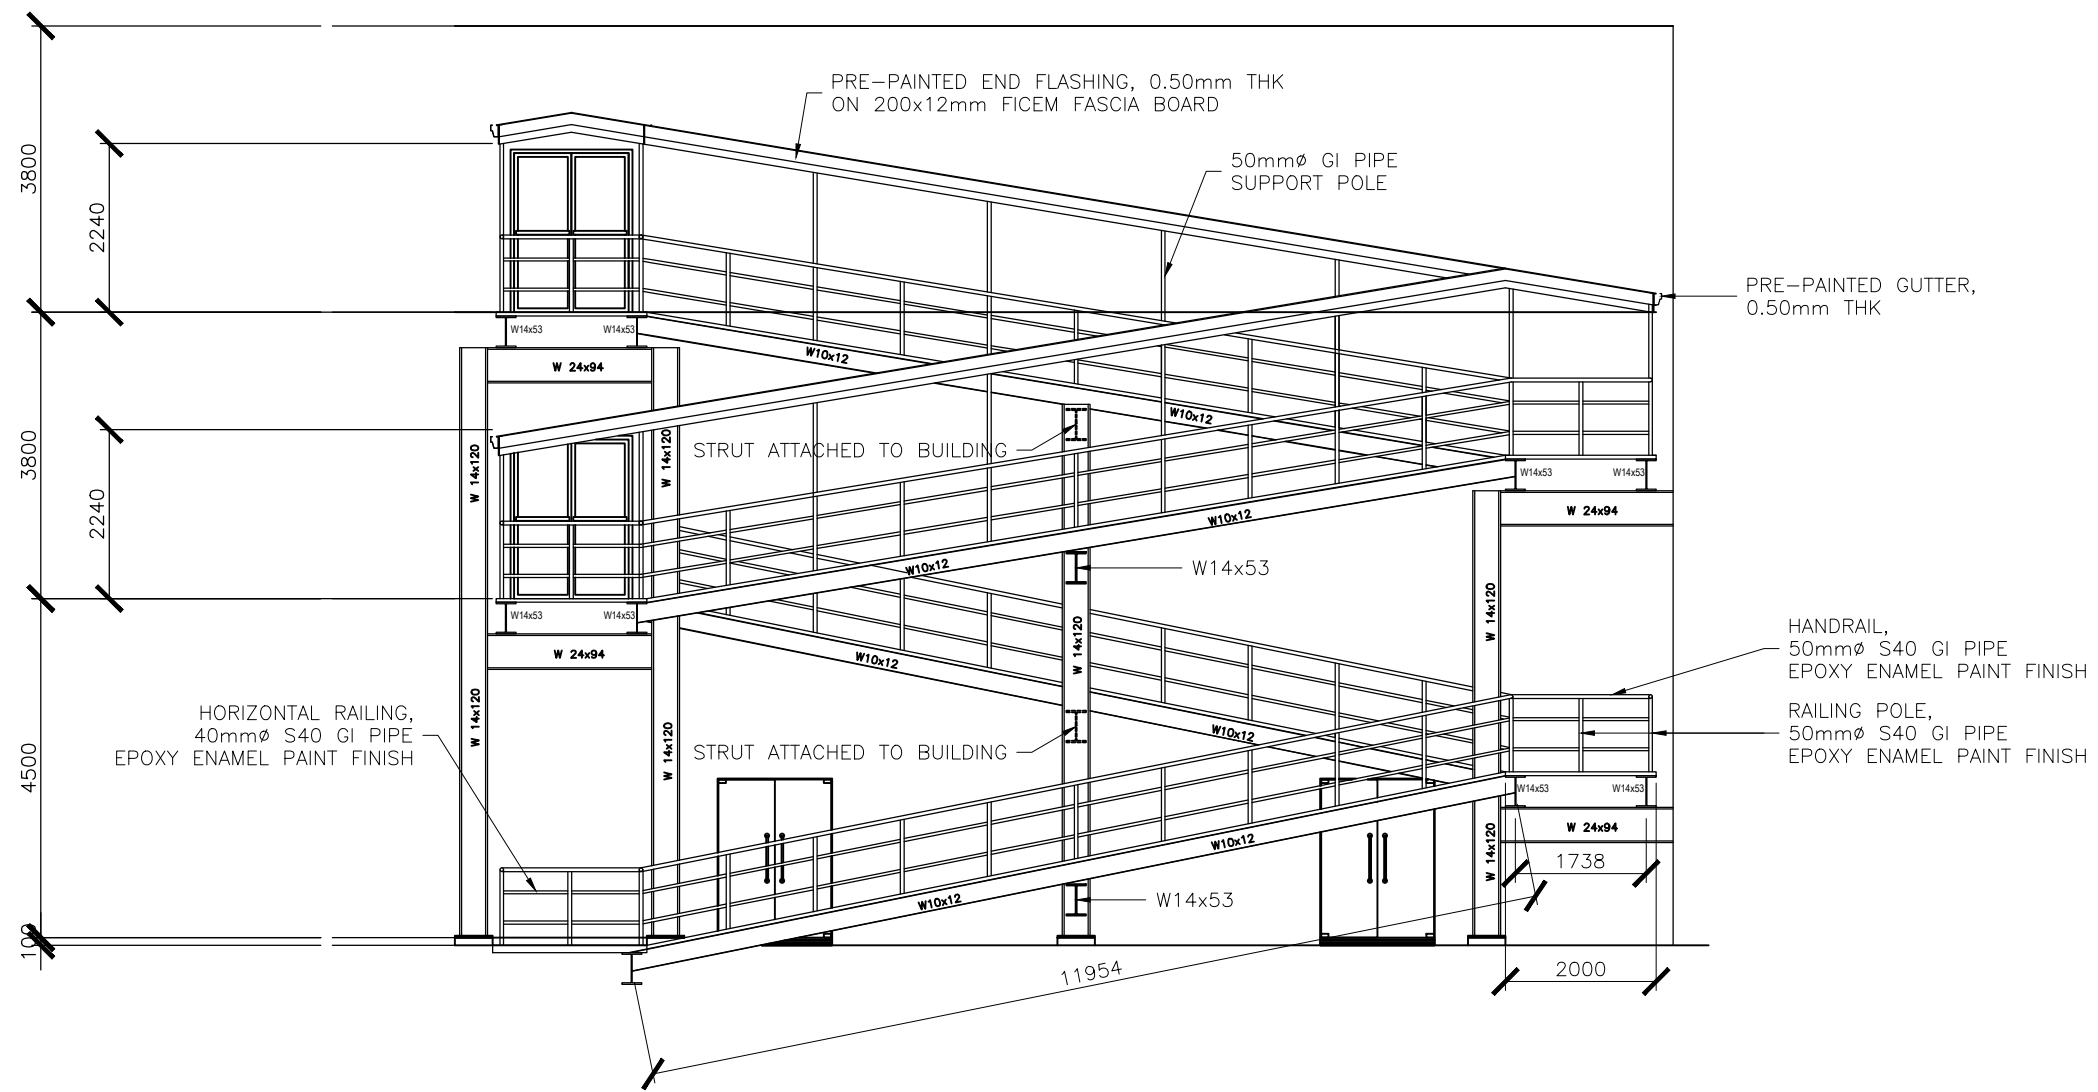 PRE-PAINTED END FLASHING, 0.50mm THK
ON 200x12mm FICEM FASCIA BOARD
50mmø GI PIPE
SUPPORT POLE
PRE-PAINTED GUTTER,
0.50mm THK
3800
2240
W14x53
W14x53
W 24x94
W10x12
W10x12
STRUT ATTACHED TO BUILDING
W 14x120
W 14x120
3800
2240
W14x53
W14x53
W 24x94
W10x12
W10x12
W14x53
W14x53
W14x53
W 24x94
W 24x94
W 14x120
W 14x120
HANDRAIL,
50mmø S40 GI PIPE
EPOXY ENAMEL PAINT FINISH
RAILING POLE,
50mmø S40 GI PIPE
EPOXY ENAMEL PAINT FINISH
HORIZONTAL RAILING,
40mmø S40 GI PIPE
EPOXY ENAMEL PAINT FINISH
W 14x120
W 14x120
W10x12
W10x12
STRUT ATTACHED TO BUILDING
4500
W14x53
W14x53
W 14x120
W10x12
W10x12
W14x53
1738
100
11954
2000